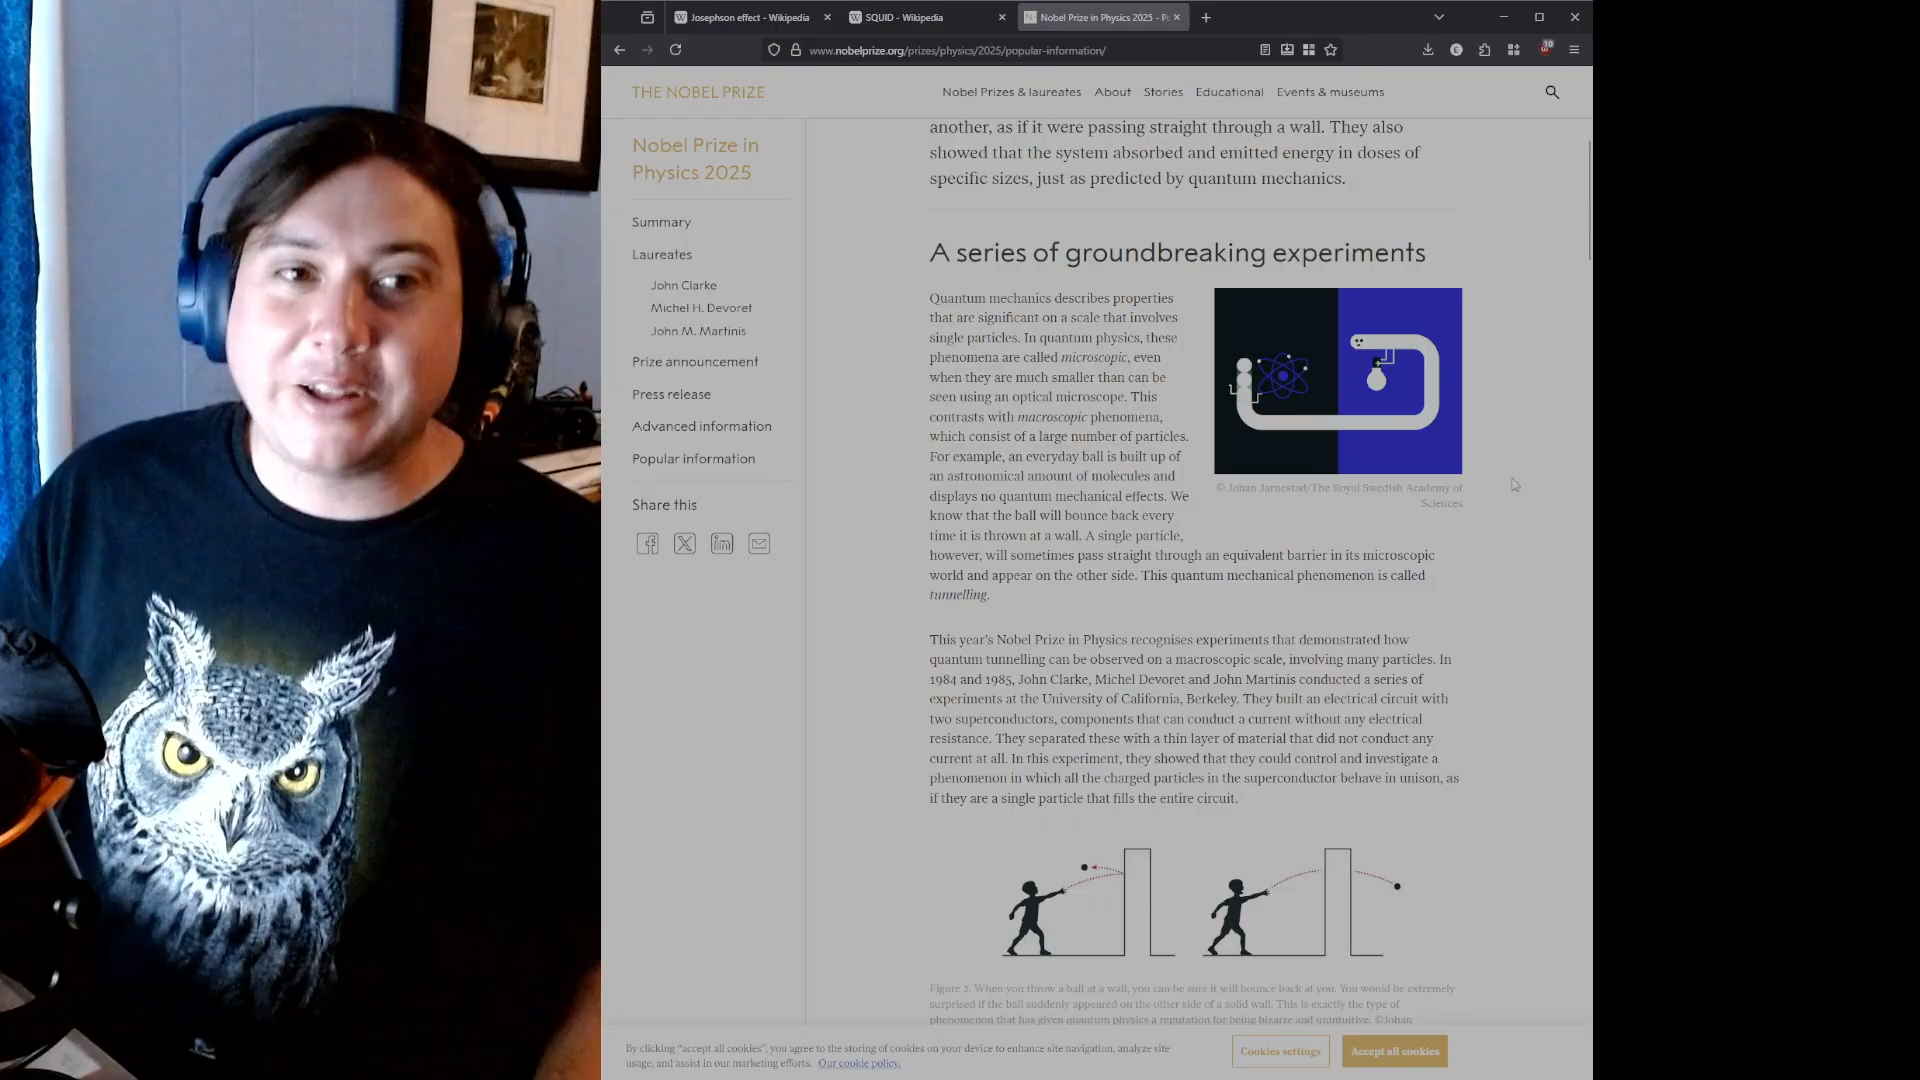 Josephson effect - Wikipedia
SQUID - Wikipedia
Nobel Prize in Physics 2025 - Po
www.nobelprize.org/prizes/physics/2025/popular-information/
10
THE NOBEL PRIZE
Nobel Prizes & laureates
About
Stories
Educational
Events & museums
Nobel Prize in
Physics 2025
Summary
Laureates
John Clarke
Michel H. Devoret
John M. Martinis
Prize announcement
Press release
Advanced information
Popular information
Share this
another, as if it were passing straight through a wall. They also
showed that the system absorbed and emitted energy in doses of
specific sizes, just as predicted by quantum mechanics.
A series of groundbreaking experiments
Quantum mechanics describes properties
that are significant on a scale that involves
single particles. In quantum physics, these
phenomena are called microscopic, even
when they are much smaller than can be
seen using an optical microscope. This
contrasts with macroscopic phenomena,
which consist of a large number of particles.
For example, an everyday ball is built up of
an astronomical amount of molecules and
displays no quantum mechanical effects. We
know that the ball will bounce back every
time it is thrown at a wall. A single particle,
however, will sometimes pass straight through an equivalent barrier in its microscopic
world and appear on the other side. This quantum mechanical phenomenon is called
tunnelling.
© Johan Jarnestad/The Royal Swedish Academy of
Sciences
This year's Nobel Prize in Physics recognises experiments that demonstrated how
quantum tunnelling can be observed on a macroscopic scale, involving many particles. In
1984 and 1985, John Clarke, Michel Devoret and John Martinis conducted a series of
experiments at the University of California, Berkeley. They built an electrical circuit with
two superconductors, components that can conduct a current without any electrical
resistance. They separated these with a thin layer of material that did not conduct any
current at all. In this experiment, they showed that they could control and investigate a
phenomenon in which all the charged particles in the superconductor behave in unison, as
if they are a single particle that fills the entire circuit.
Figure 2. When you throw a ball at a wall, you can be sure it will bounce back at you. You would be extremely
surprised if the ball suddenly appeared on the other side of a solid wall. This is exactly the type of
phenomenon that has given quantum physics a reputation for being bizarre and unintuitive. ©Johan
By clicking "accept all cookies", you agree to the storing of cookies on your device to enhance site navigation, analyze site
usage, and assist in our marketing efforts. Our cookie policy.
Cookies settings
Accept all cookies